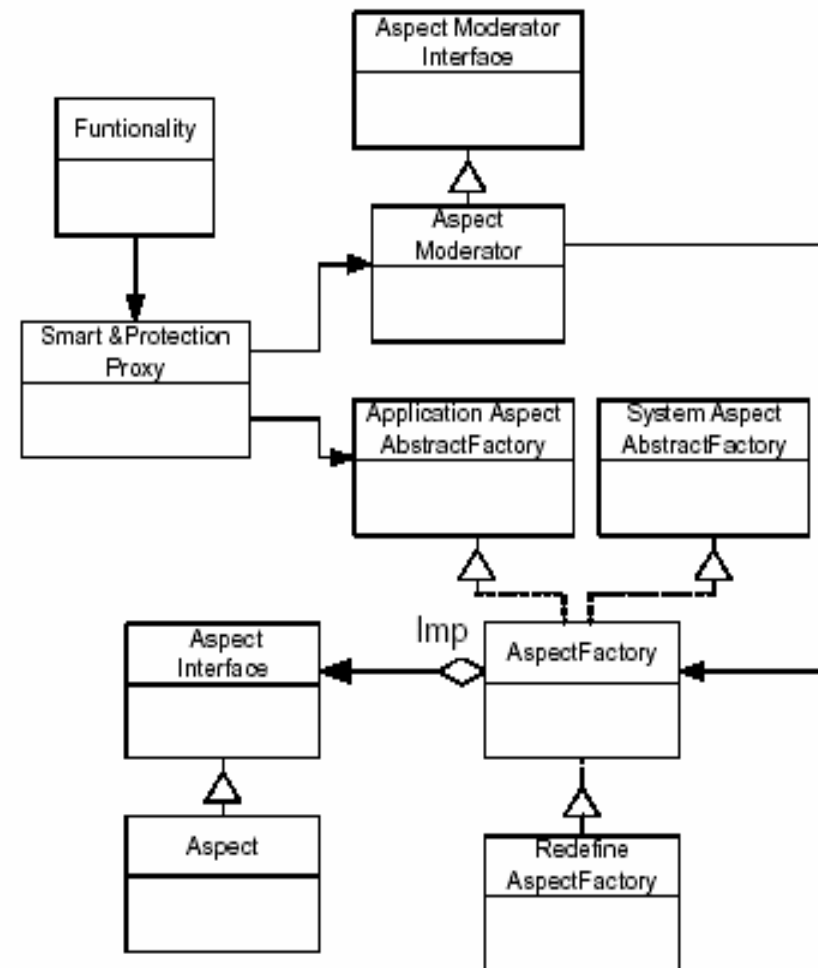 Aspect Moderator
Interface
Funtionality
Aspect
Moderator
Smart &Protection
Proxy
Application Aspect
AbstractFactory
System Aspect
AbstractFactory
Imp
Aspect
Interface
AspectFactory
Aspect
Redefine
AspectFactory